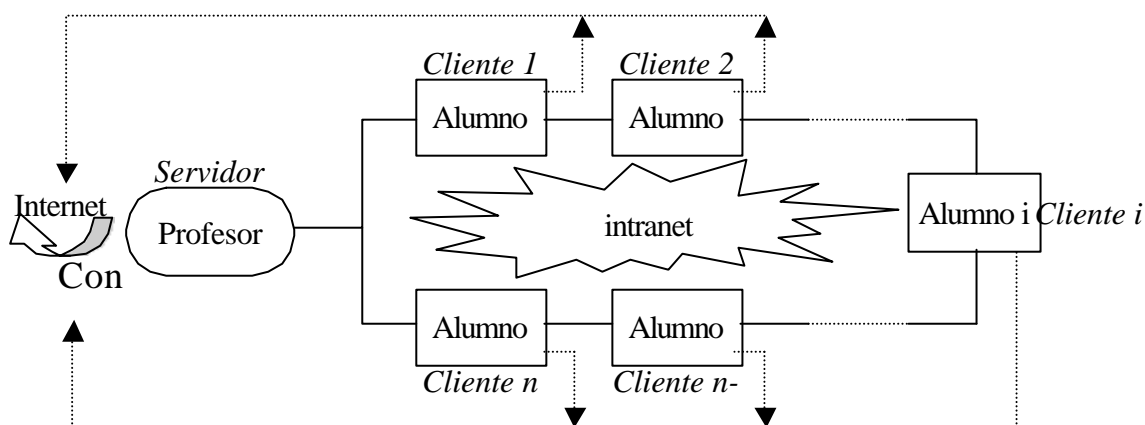 Cliente 1
Cliente 2
Alumno
Alumno
Servidor
Internet
Profesor
intranet
Alumno i
Cliente i
Con
Alumno
Alumno
Cliente n
Cliente n-